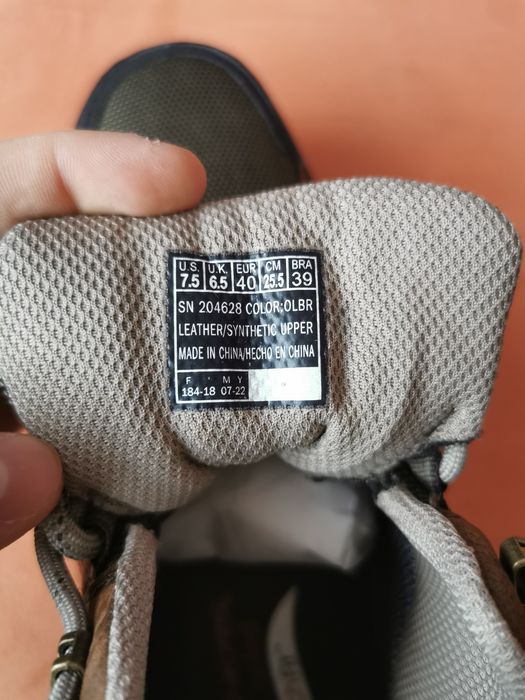 U.S. U.K. EUR CM BRA
7.5 6.5 40 25.5 39
SN 204628 COLOR:OLBR
LEATHER/SYNTHETIC UPPER
MADE IN CHINA/HECHO EN CHINA
F M Y
184-18 07-22